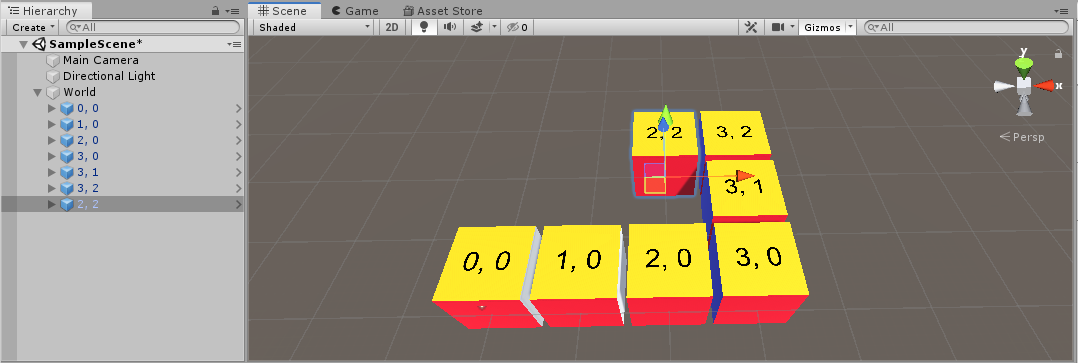 Hierarchy
Create
All
SampleScene*
Main Camera
Directional Light
World
0, 0
1, 0
2, 0
3, 0
3, 1
3, 2
2, 2
Scene
Game
Asset Store
Shaded
2D
0
Gizmos
All
y
x
Persp
2, 2
3, 2
3, 1
0, 0
1, 0
2, 0
3, 0